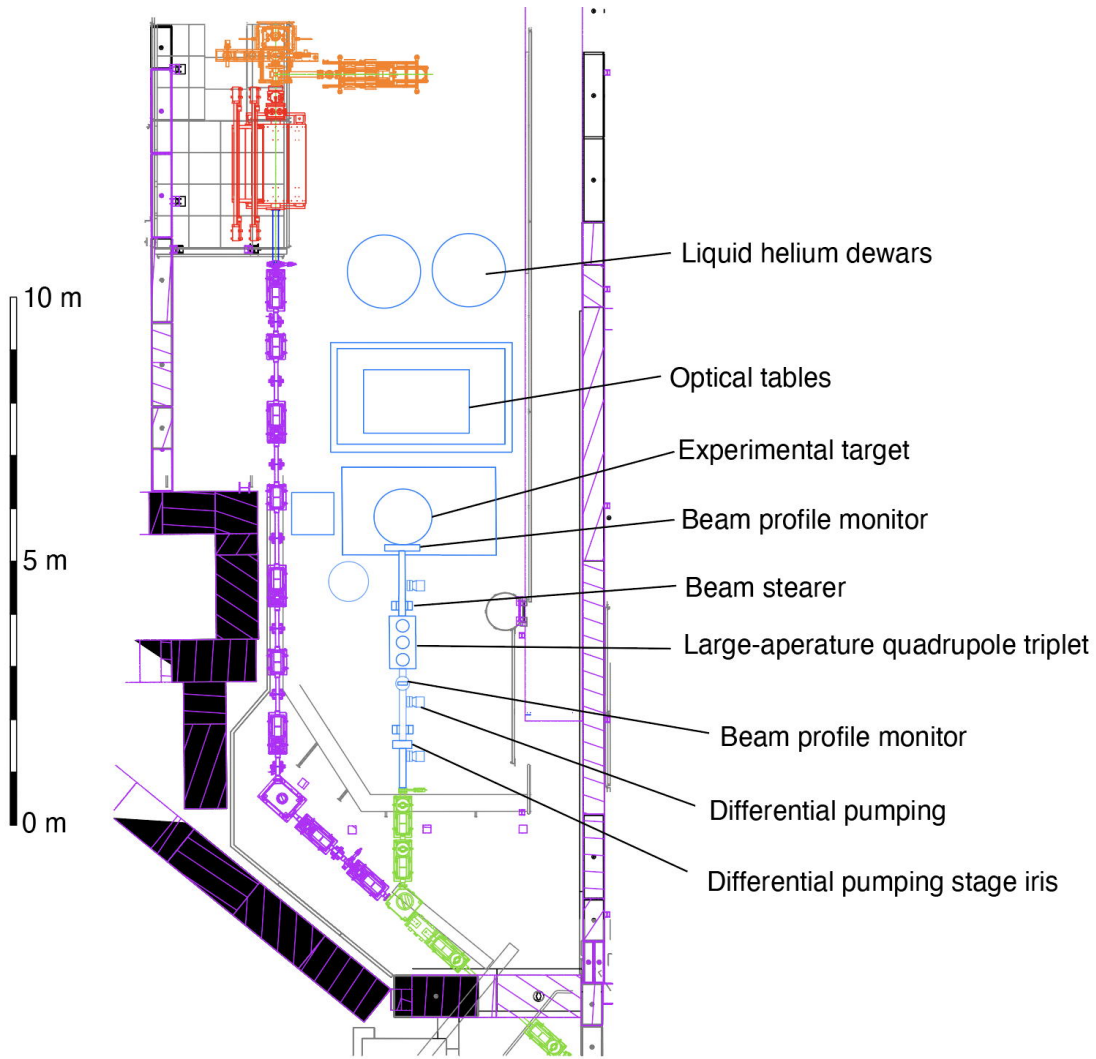 Liquid helium dewars
10 m
Optical tables
Experimental target
Beam profile monitor
5 m
Beam stearer
Large-aperature quadrupole triplet
Beam profile monitor
Differential pumping
0 m
Differential pumping stage iris